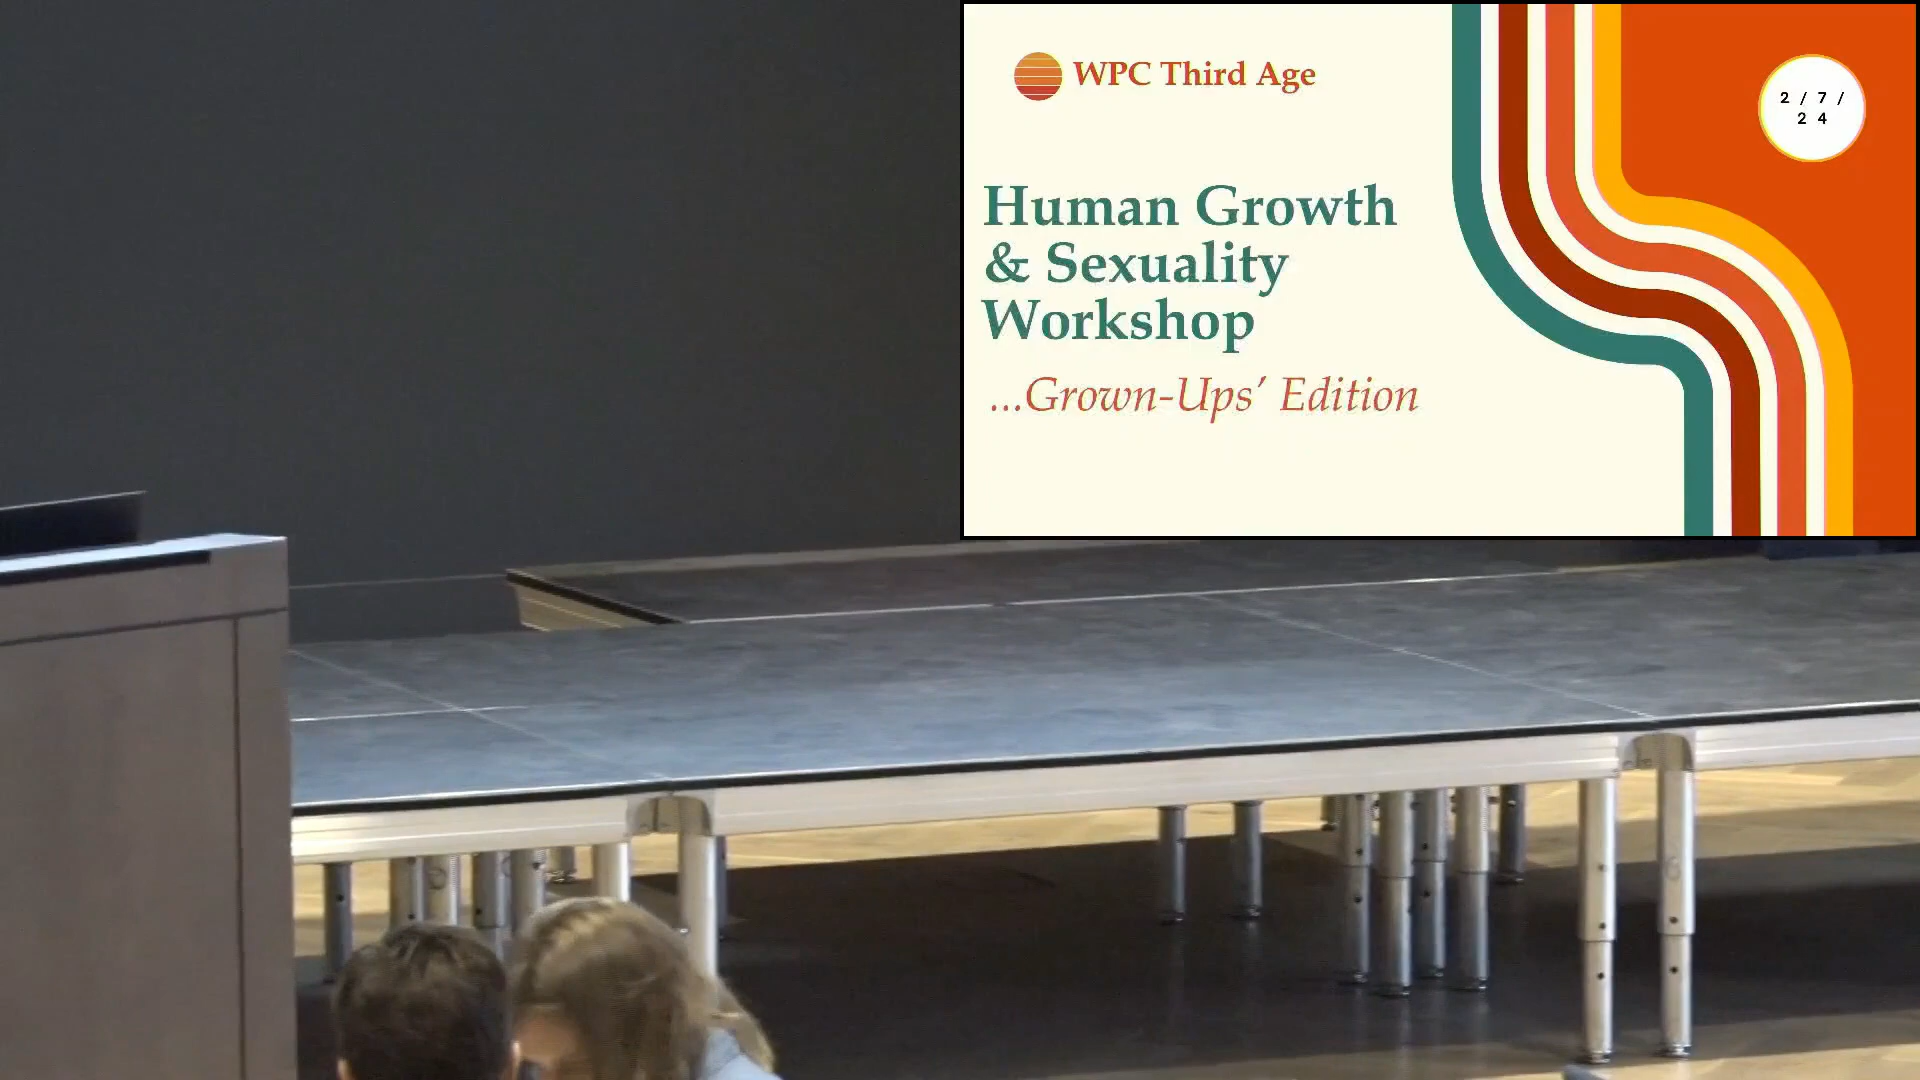 WPC Third Age
2 / 7 /
2 4
Human Growth
& Sexuality
Workshop
...Grown-Ups’ Edition